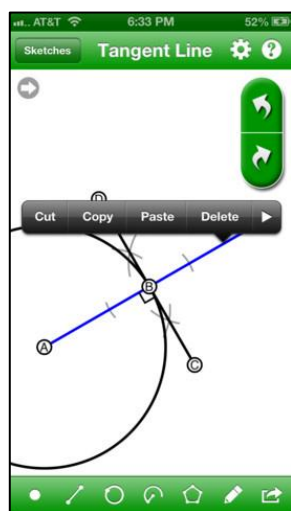 AT&T 6:33 PM 52%
Sketches Tangent Line ?
D
Cut Copy Paste Delete
B
A
C